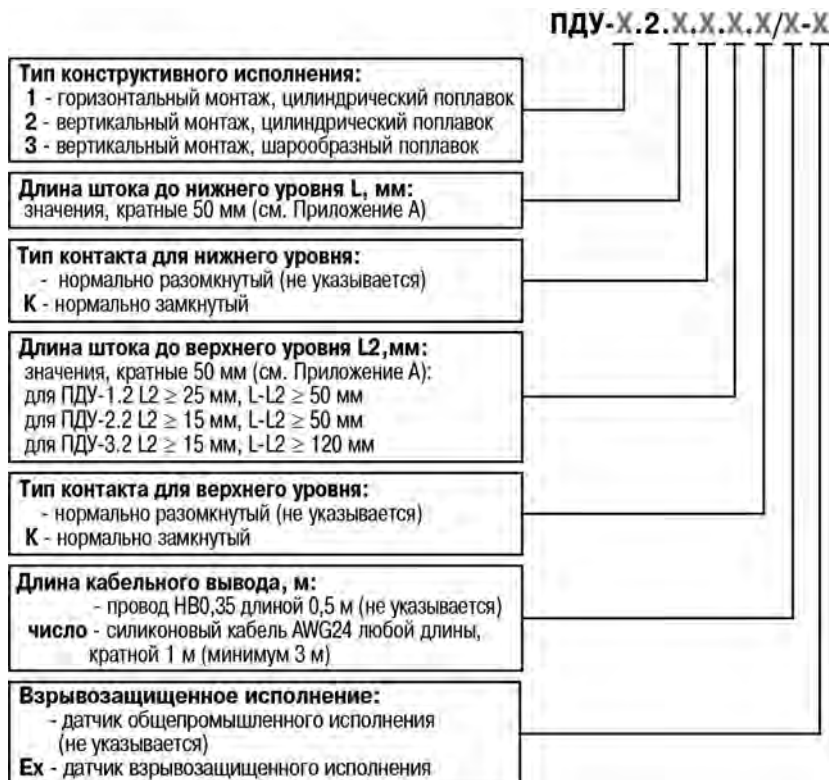 ПДУ-X.2.X.X.X.X/X-X
Тип конструктивного исполнения:
1 - горизонтальный монтаж, цилиндрический поплавок
2 - вертикальный монтаж, цилиндрический поплавок
3 - вертикальный монтаж, шарообразный поплавок
Длина штока до нижнего уровня L, мм:
значения, кратные 50 мм (см. Приложение А)
Тип контакта для нижнего уровня:
- нормально разомкнутый (не указывается)
К - нормально замкнутый
Длина штока до верхнего уровня L2,мм:
значения, кратные 50 мм (см. Приложение А):
для ПДУ-1.2 L2 ≥ 25 мм, L-L2 ≥ 50 мм
для ПДУ-2.2 L2 ≥ 15 мм, L-L2 ≥ 50 мм
для ПДУ-3.2 L2 ≥ 15 мм, L-L2 ≥ 120 мм
Тип контакта для верхнего уровня:
- нормально разомкнутый (не указывается)
К - нормально замкнутый
Длина кабельного вывода, м:
- провод НВ0,35 длиной 0,5 м (не указывается)
число - силиконовый кабель AWG24 любой длины,
кратной 1 м (минимум 3 м)
Взрывозащищенное исполнение:
- датчик общепромышленного исполнения
(не указывается)
Ex - датчик взрывозащищенного исполнения